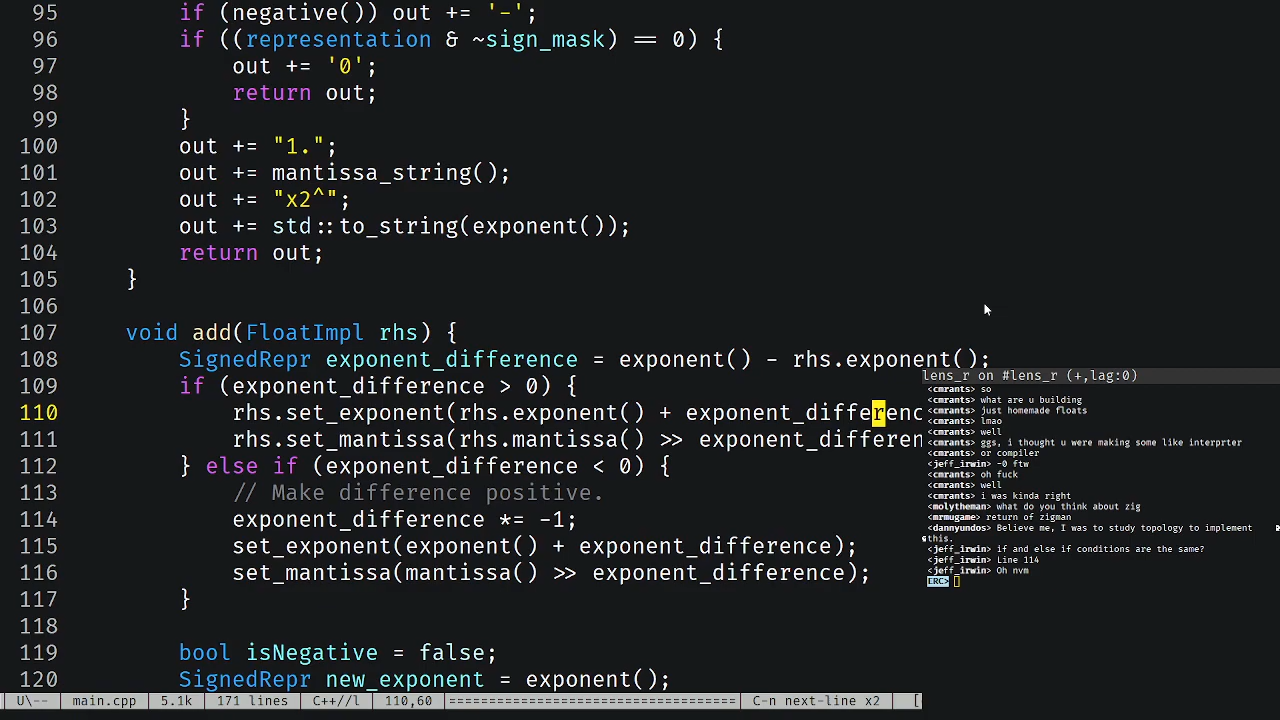 95 if (negative()) out += '-';
96 if ((representation & ~sign_mask) == 0) {
97 out += '0';
98 return out;
99 }
100 out += "1.";
101 out += mantissa_string();
102 out += "x2^";
103 out += std::to_string(exponent());
104 return out;
105 }
106
107 void add(FloatImpl rhs) {
108 SignedRepr exponent_difference = exponent() - rhs.exponent();
109 if (exponent_difference > 0) {
110 rhs.set_exponent(rhs.exponent() + exponent_differenc
111 rhs.set_mantissa(rhs.mantissa() >> exponent_differen
112 } else if (exponent_difference < 0) {
113 // Make difference positive.
114 exponent_difference *= -1;
115 set_exponent(exponent() + exponent_difference);
116 set_mantissa(mantissa() >> exponent_difference);
117 }
118
119 bool isNegative = false;
120 SignedRepr new_exponent = exponent();
U\-- main.cpp 5.1k 171 lines C++//l 110,60 =================================== C-n next-line x2 [
lens_r on #lens_r (+,lag:0)
<cmrants> so
<cmrants> what are u building
<cmrants> just homemade floats
<cmrants> lmao
<cmrants> well
<cmrants> ggs, i thought u were making some like interprter
<cmrants> or compiler
<jeff_irwin> -0 ftw
<cmrants> oh fuck
<cmrants> well
<cmrants> i was kinda right
<molytheman> what do you think about zig
<mrmugame> return of zigman
<dannyundos> Believe me, I was to study topology to implement
this.
<jeff_irwin> if and else if conditions are the same?
<jeff_irwin> Line 114
<jeff_irwin> Oh nvm
ERC>